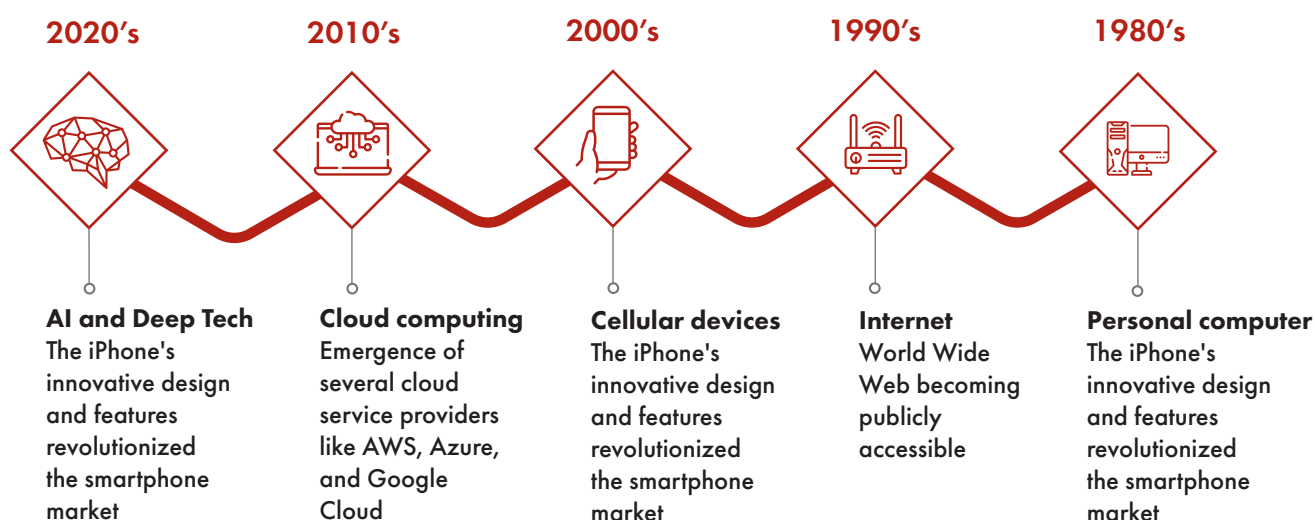 2020's
2010's
2000's
1990's
1980's
AI and Deep Tech
The iPhone's
innovative design
and features
revolutionized
the smartphone
market
Cloud computing
Emergence of
several cloud
service providers
like AWS, Azure,
and Google
Cloud
Cellular devices
The iPhone's
innovative design
and features
revolutionized
the smartphone
market
Internet
World Wide
Web becoming
publicly
accessible
Personal computer
The iPhone's
innovative design
and features
revolutionized
the smartphone
market